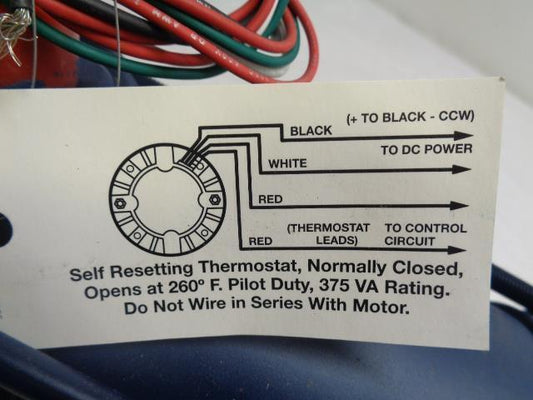 (+ TO BLACK - CCW)
BLACK
TO DC POWER
WHITE
RED
(THERMOSTAT LEADS)
TO CONTROL CIRCUIT
RED
Self Resetting Thermostat, Normally Closed,
Opens at 260º F. Pilot Duty, 375 VA Rating.
Do Not Wire in Series With Motor.